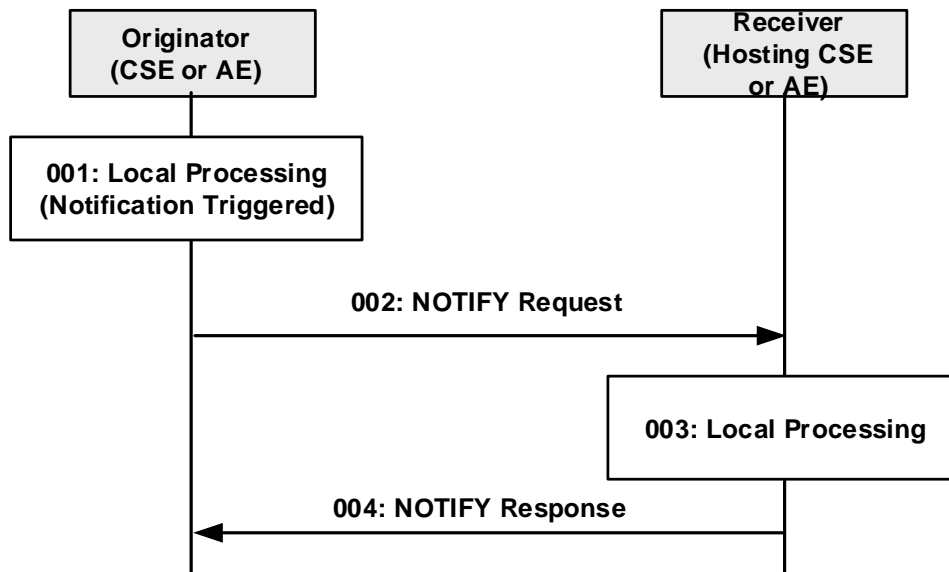 Originator
(CSE or AE)
Receiver
(Hosting CSE
or AE)
001: Local Processing
(Notification Triggered)
002: NOTIFY Request
003: Local Processing
004: NOTIFY Response